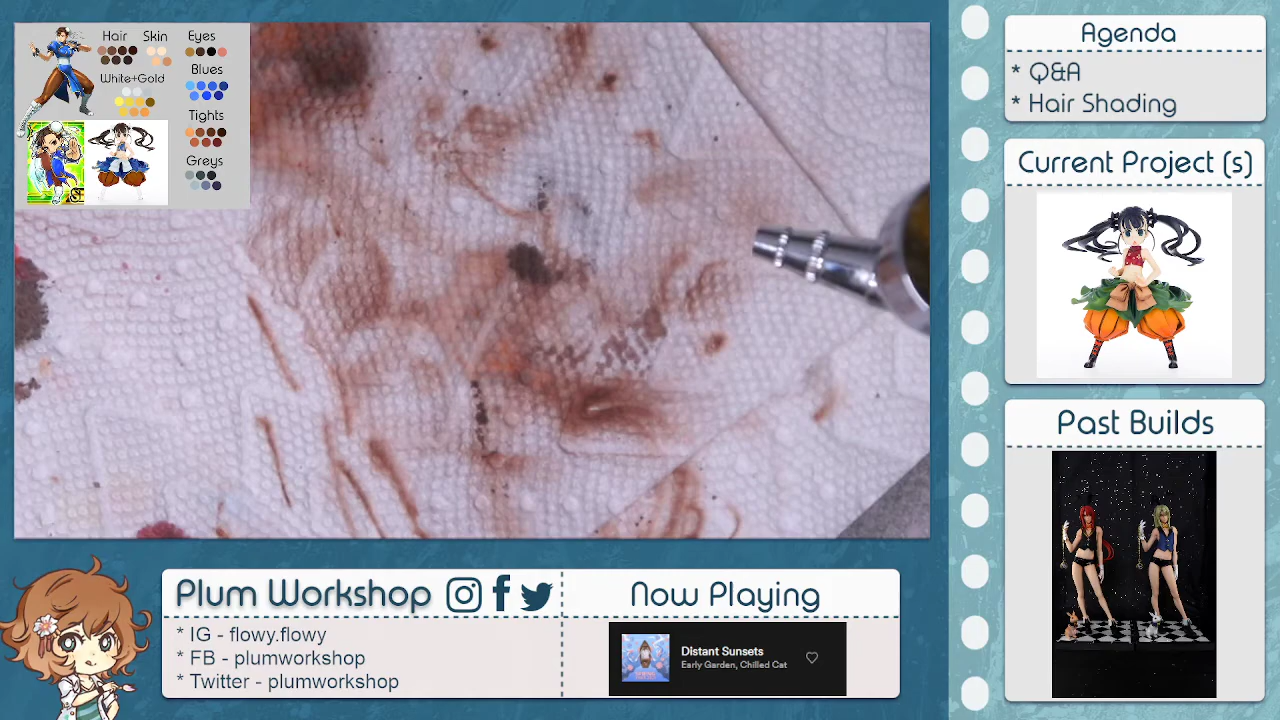 Hair
Skin
Eyes
White+Gold
Blues
Tights
Greys
Agenda
* Q&A
* Hair Shading
Current Project (s)
Past Builds
Plum Workshop
* IG - flowy.flowy
* FB - plumworkshop
* Twitter - plumworkshop
Now Playing
Distant Sunsets
Early Garden, Chilled Cat